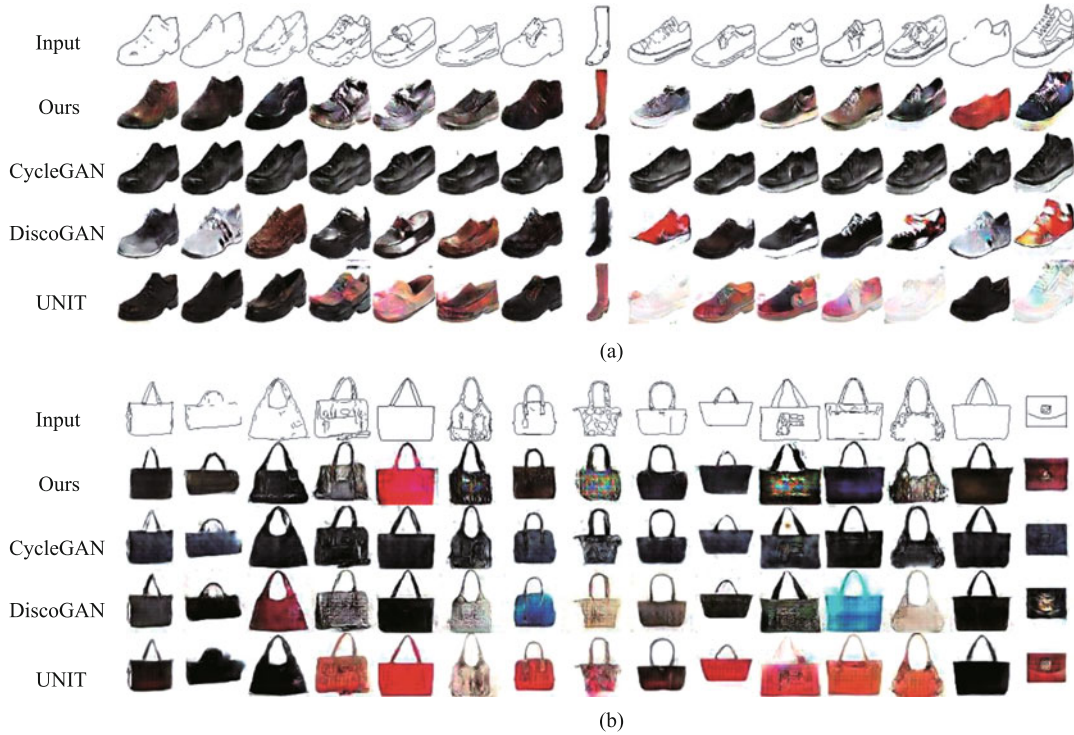 Input
Ours
CycleGAN
DiscoGAN
UNIT
(a)
Input
Ours
CycleGAN
DiscoGAN
UNIT
(b)